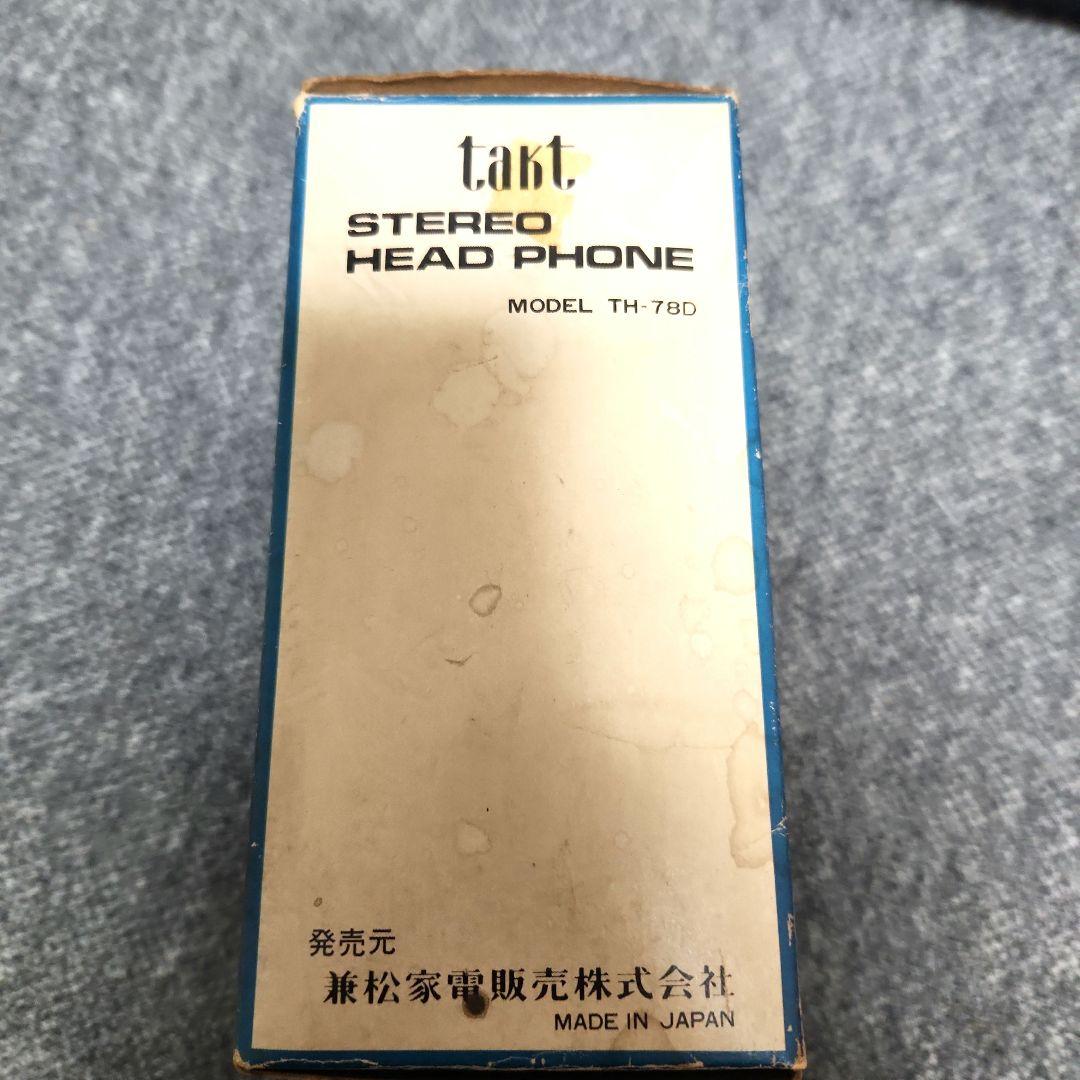 takt
STEREO
HEAD PHONE
MODEL TH-78D
発売元
兼松家電販売株式会社
MADE IN JAPAN